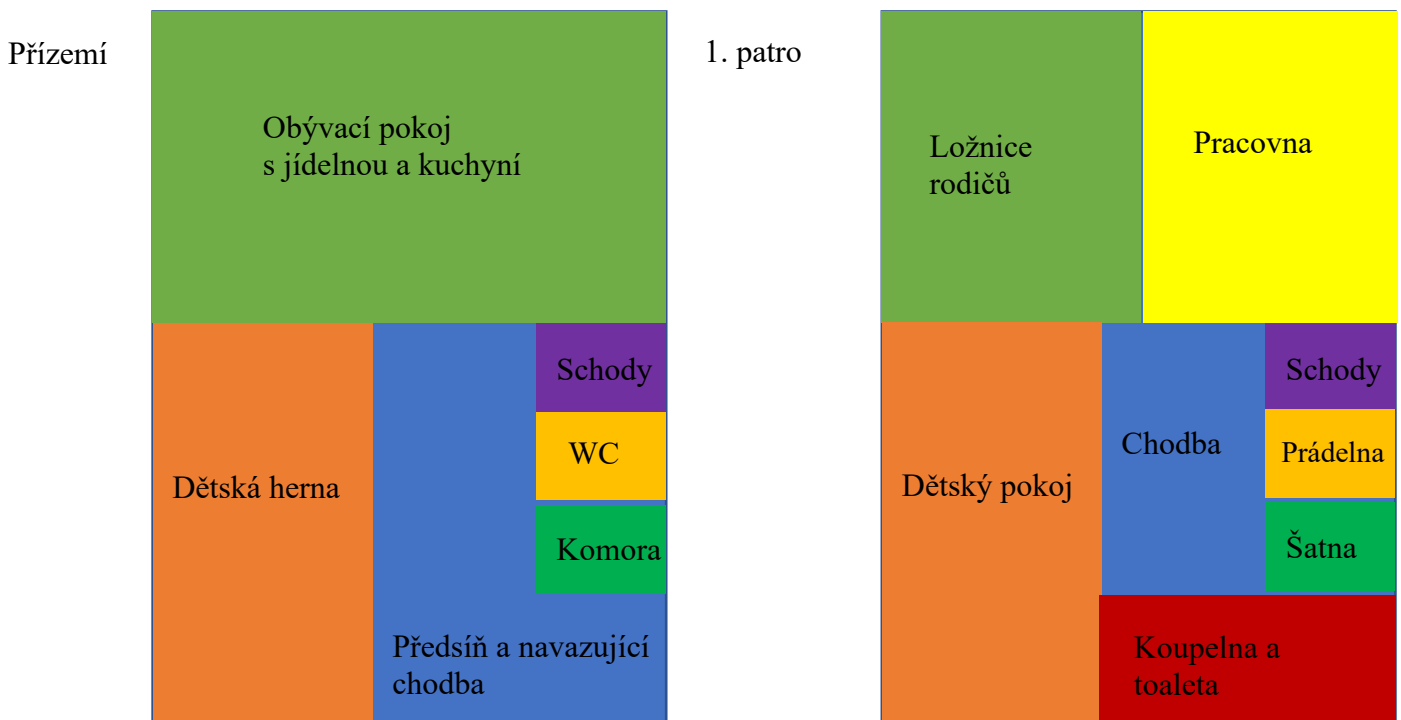 Přízemí
Obývací pokoj
s jídelnou a kuchyní
Schody
WC
Dětská herna
Komora
Předsíň a navazující
chodba
1. patro
Ložnice
rodičů
Pracovna
Schody
Chodba
Prádelna
Dětský pokoj
Šatna
Koupelna a
toaleta